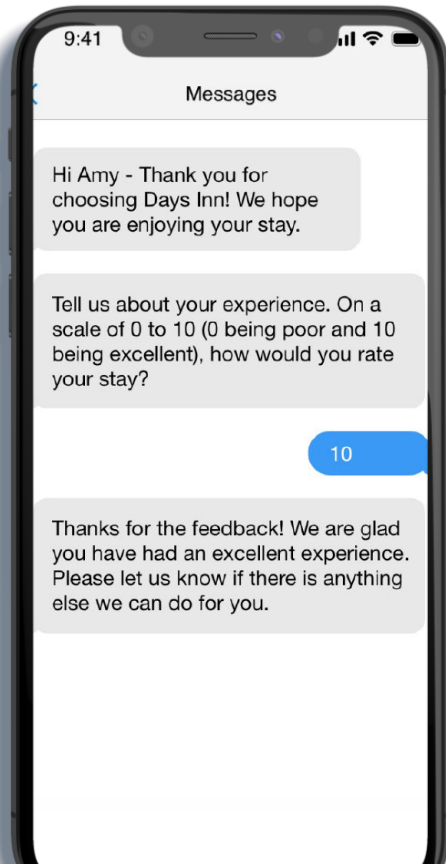 9:41
Messages
Hi Amy - Thank you for
choosing Days Inn! We hope
you are enjoying your stay.
Tell us about your experience. On a
scale of 0 to 10 (0 being poor and 10
being excellent), how would you rate
your stay?
10
Thanks for the feedback! We are glad
you have had an excellent experience.
Please let us know if there is anything
else we can do for you.